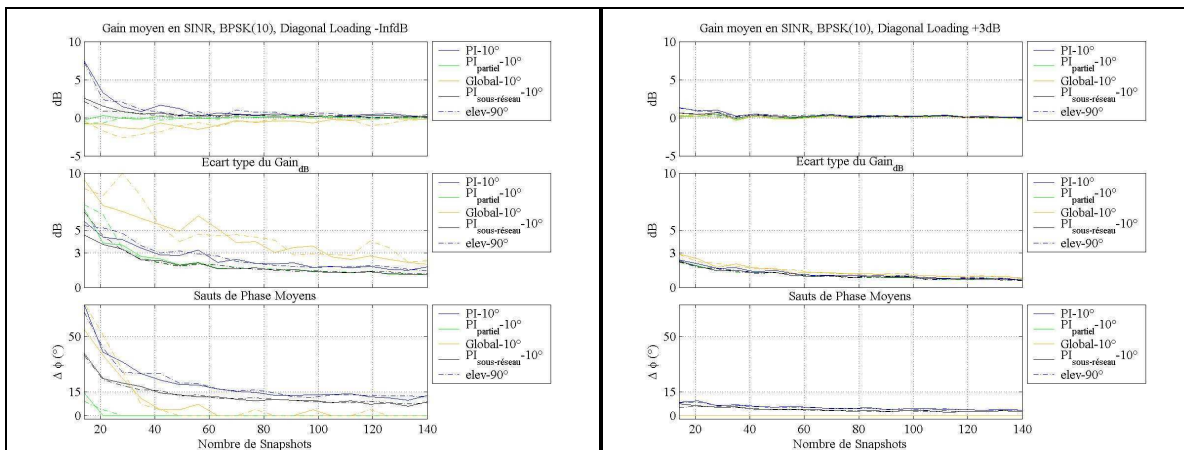 Gain moyen en SINR, BPSK(10), Diagonal Loading -InfdB
10
5
0
-5
dB
PI-10°
PIpartiel-10°
Global-10°
PIsous-réseau-10°
elev-90°
Ecart type du GaindB
10
5
3
0
dB
PI-10°
PIpartiel-10°
Global-10°
PIsous-réseau-10°
elev-90°
Sauts de Phase Moyens
50
15
0
Δ ϕ (°)
PI-10°
PIpartiel-10°
Global-10°
PIsous-réseau-10°
elev-90°
20 40 60 80 100 120 140
Nombre de Snapshots
Gain moyen en SINR, BPSK(10), Diagonal Loading +3dB
10
5
0
-5
dB
PI-10°
PIpartiel-10°
Global-10°
PIsous-réseau-10°
elev-90°
Ecart type du GaindB
10
5
3
0
dB
PI-10°
PIpartiel-10°
Global-10°
PIsous-réseau-10°
elev-90°
Sauts de Phase Moyens
50
15
0
Δ ϕ (°)
PI-10°
PIpartiel-10°
Global-10°
PIsous-réseau-10°
elev-90°
20 40 60 80 100 120 140
Nombre de Snapshots